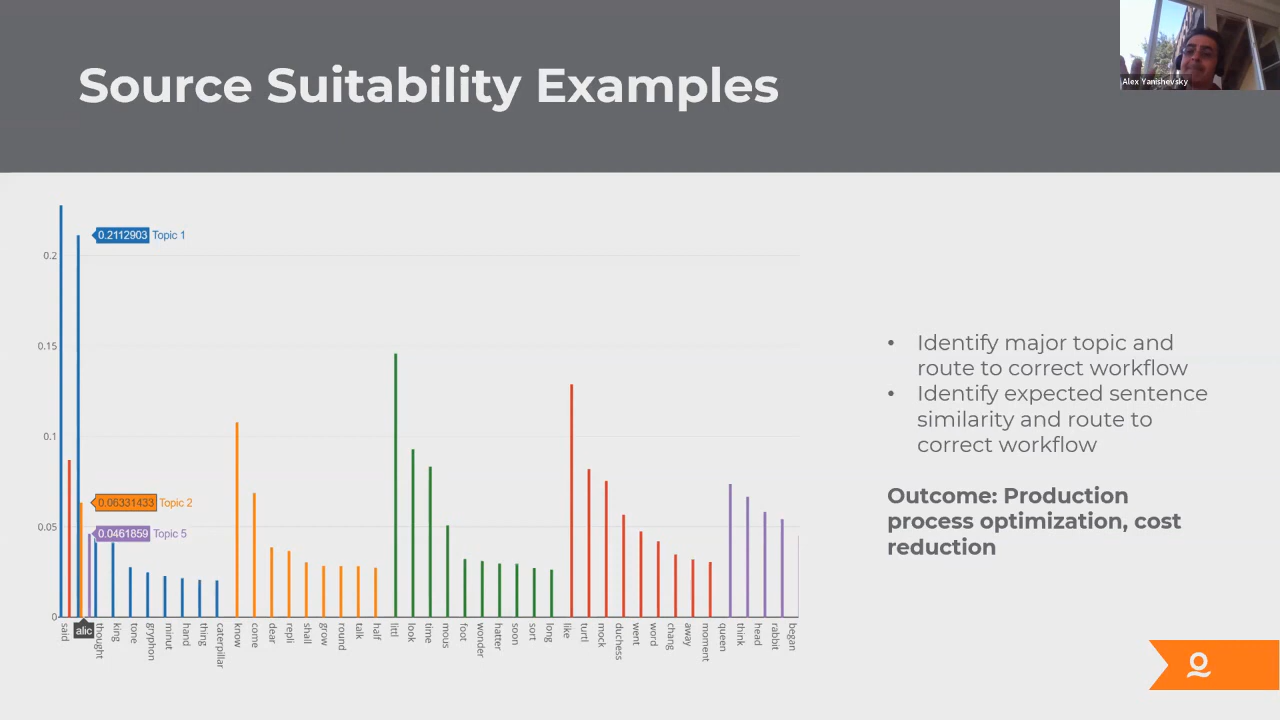 Source Suitability Examples
Alex Yanishevsky
0.2112903 Topic 1
0.2
0.15
0.1
0.06331433 Topic 2
0.05
0.0461859 Topic 5
0
said
alic
thought
king
tone
gryphon
minut
hand
thing
caterpillar
know
come
dear
repli
shall
grow
round
talk
half
littl
look
time
mous
foot
wonder
hatter
soon
sort
long
like
turtl
mock
duchess
went
word
chang
away
moment
queen
think
head
rabbit
began
• Identify major topic and
route to correct workflow
• Identify expected sentence
similarity and route to
correct workflow
Outcome: Production
process optimization, cost
reduction